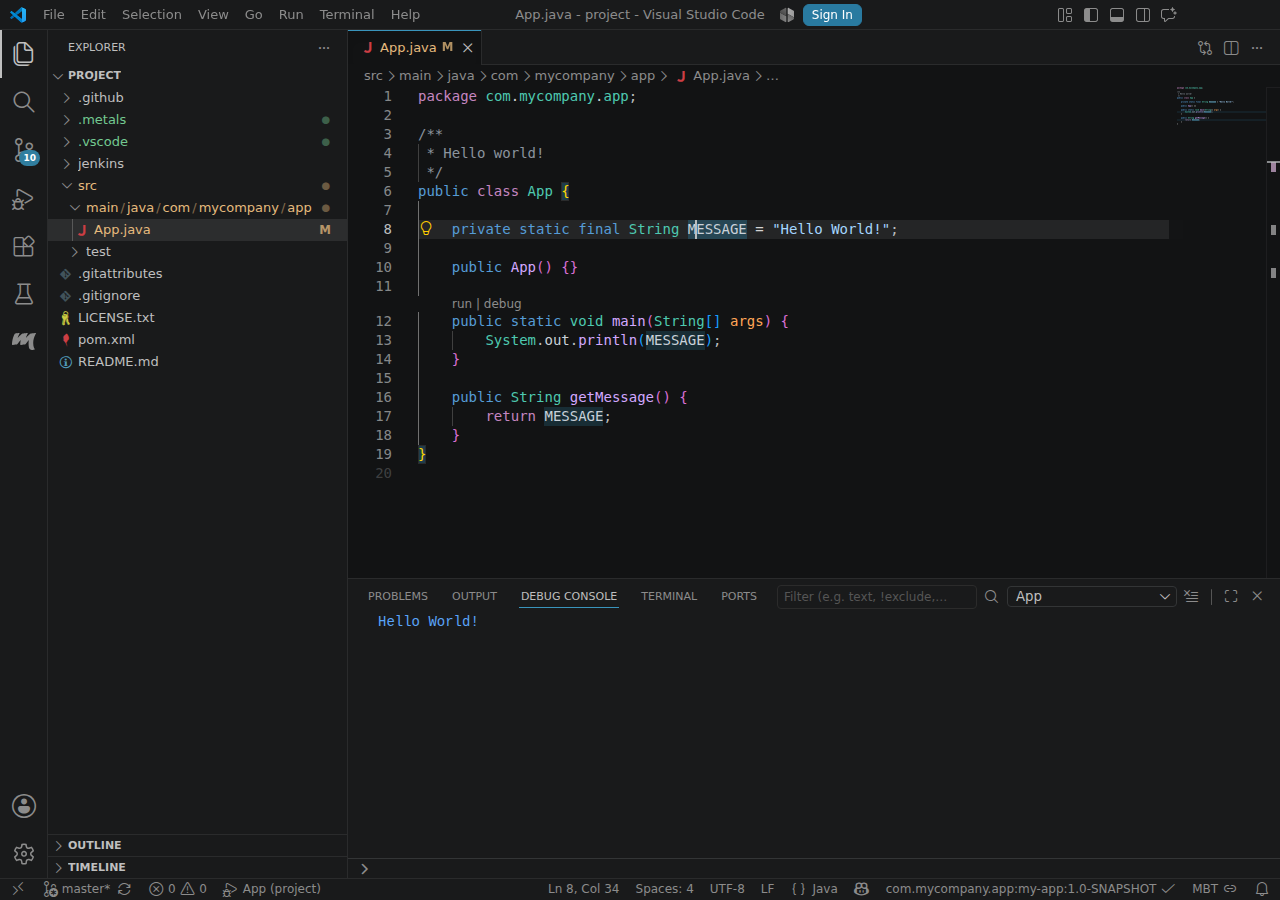 File Edit Selection View Go Run Terminal Help App.java - project - Visual Studio Code Sign In
EXPLORER
PROJECT
.github
.metals
.vscode
jenkins
src
main/java/com/mycompany/app
App.java M
test
.gitattributes
.gitignore
LICENSE.txt
pom.xml
README.md
OUTLINE
TIMELINE
10
App.java M
src main java com mycompany app App.java ...
1 package com.mycompany.app;
2
3 /**
4 * Hello world!
5 */
6 public class App {
7
8 private static final String MESSAGE = "Hello World!";
9
10 public App() {}
11
run | debug
12 public static void main(String[] args) {
13 System.out.println(MESSAGE);
14 }
15
16 public String getMessage() {
17 return MESSAGE;
18 }
19 }
20
PROBLEMS OUTPUT DEBUG CONSOLE TERMINAL PORTS Filter (e.g. text, !exclude,... App
Hello World!
master* 0 0 App (project) Ln 8, Col 34 Spaces: 4 UTF-8 LF {} Java com.mycompany.app:my-app:1.0-SNAPSHOT MBT